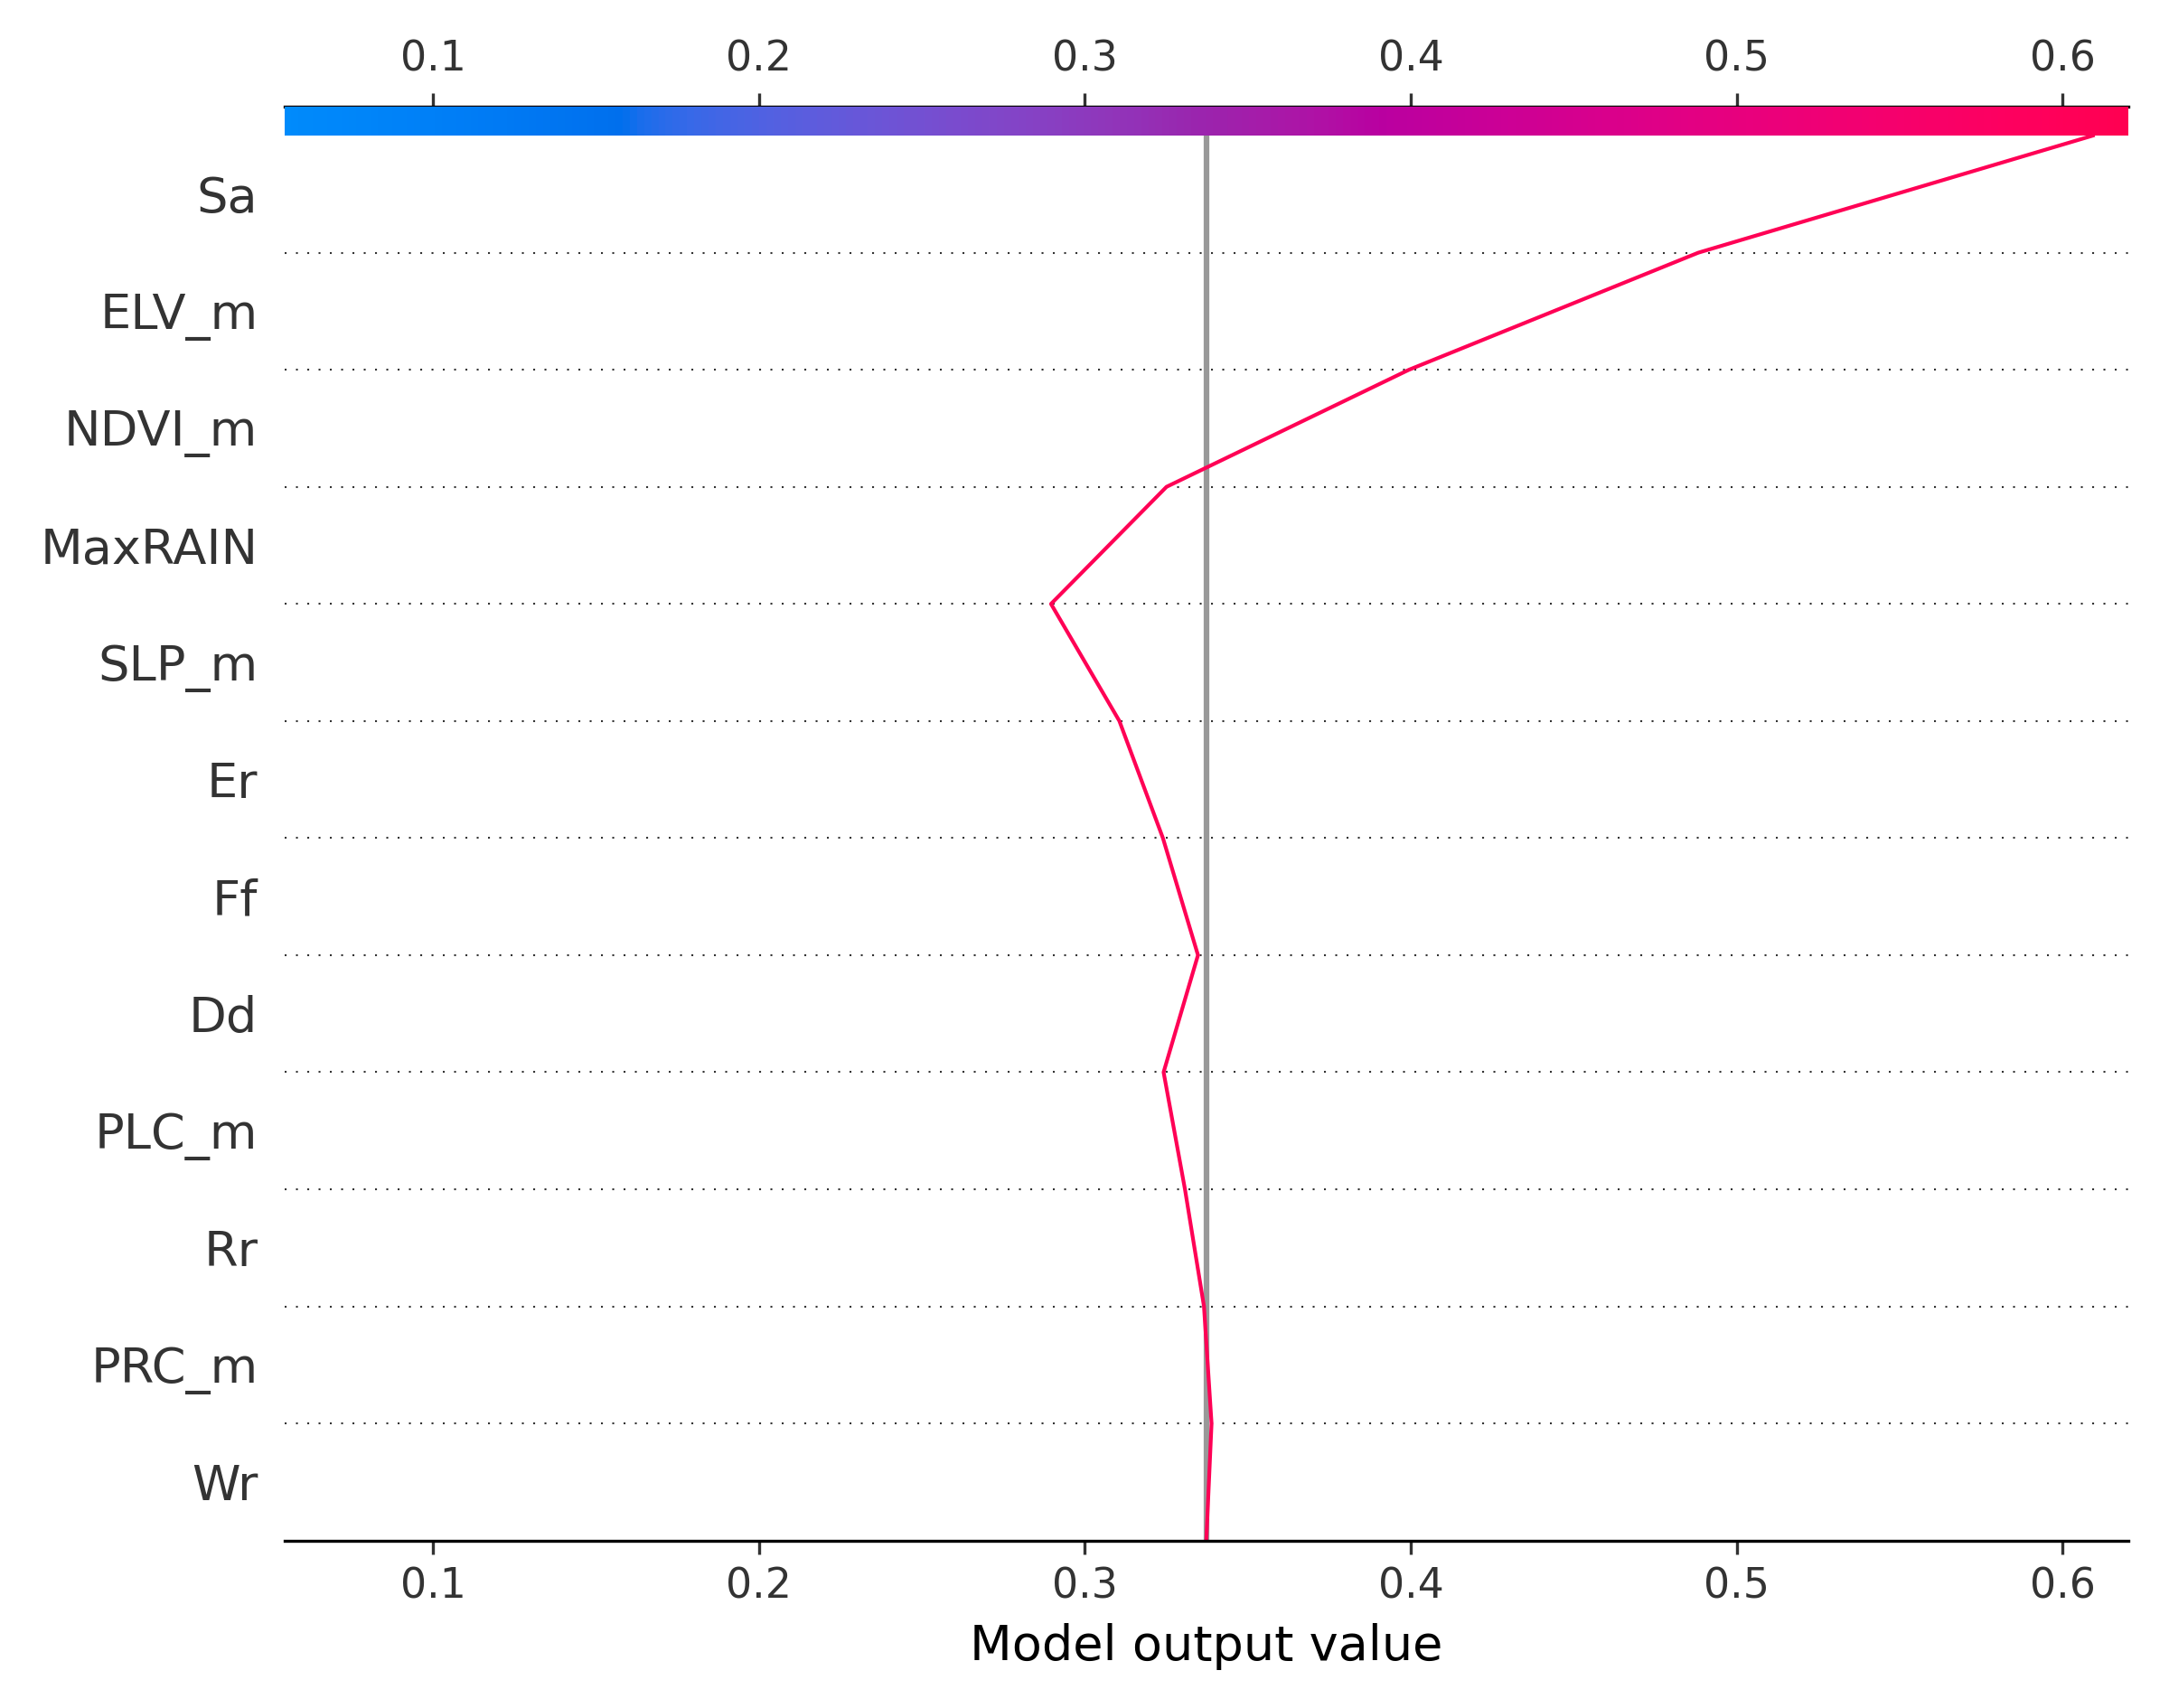 0.1 0.2 0.3 0.4 0.5 0.6
Sa
ELV_m
NDVI_m
MaxRAIN
SLP_m
Er
Ff
Dd
PLC_m
Rr
PRC_m
Wr
0.1 0.2 0.3 0.4 0.5 0.6
Model output value